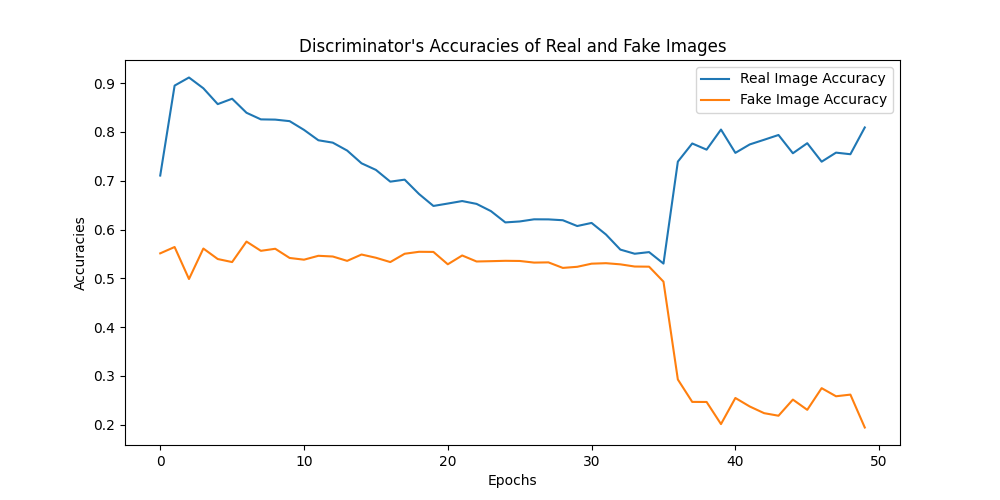 Discriminator's Accuracies of Real and Fake Images
Real Image Accuracy
Fake Image Accuracy
Accuracies
0.9
0.8
0.7
0.6
0.5
0.4
0.3
0.2
0 10 20 30 40 50
Epochs